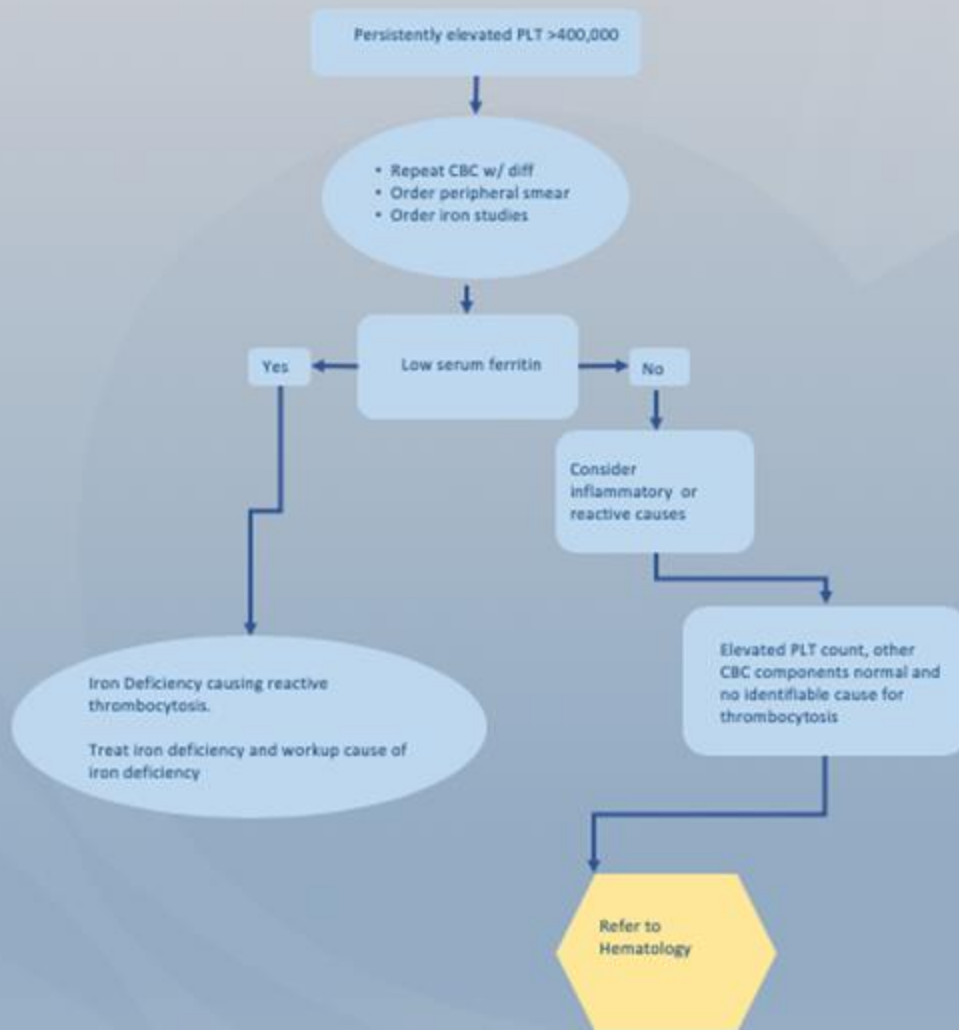 Persistently elevated PLT >400,000
• Repeat CBC w/ diff
• Order peripheral smear
• Order iron studies
Low serum ferritin
Yes
No
Consider
inflammatory or
reactive causes
Elevated PLT count, other
CBC components normal and
no identifiable cause for
thrombocytosis
Iron Deficiency causing reactive
thrombocytosis.
Treat iron deficiency and workup cause of
iron deficiency
Refer to
Hematology